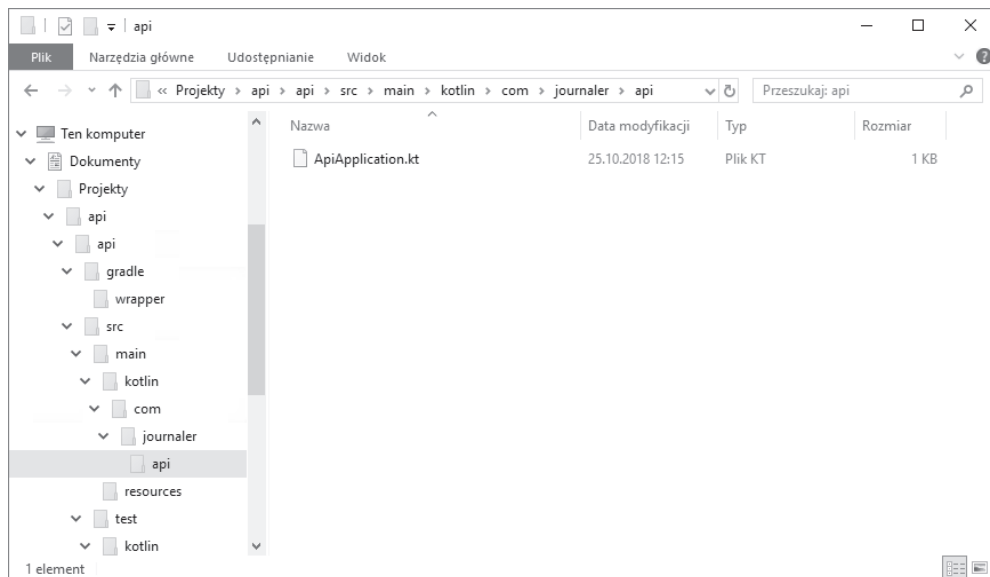 api
Plik Narzędzia główne Udostępnianie Widok
« Projekty > api > api > src > main > kotlin > com > journaler > api Przeszukaj: api
Nazwa Data modyfikacji Typ Rozmiar
ApiApplication.kt 25.10.2018 12:15 Plik KT 1 KB
Ten komputer
Dokumenty
Projekty
api
api
gradle
wrapper
src
main
kotlin
com
journaler
api
resources
test
kotlin
1 element